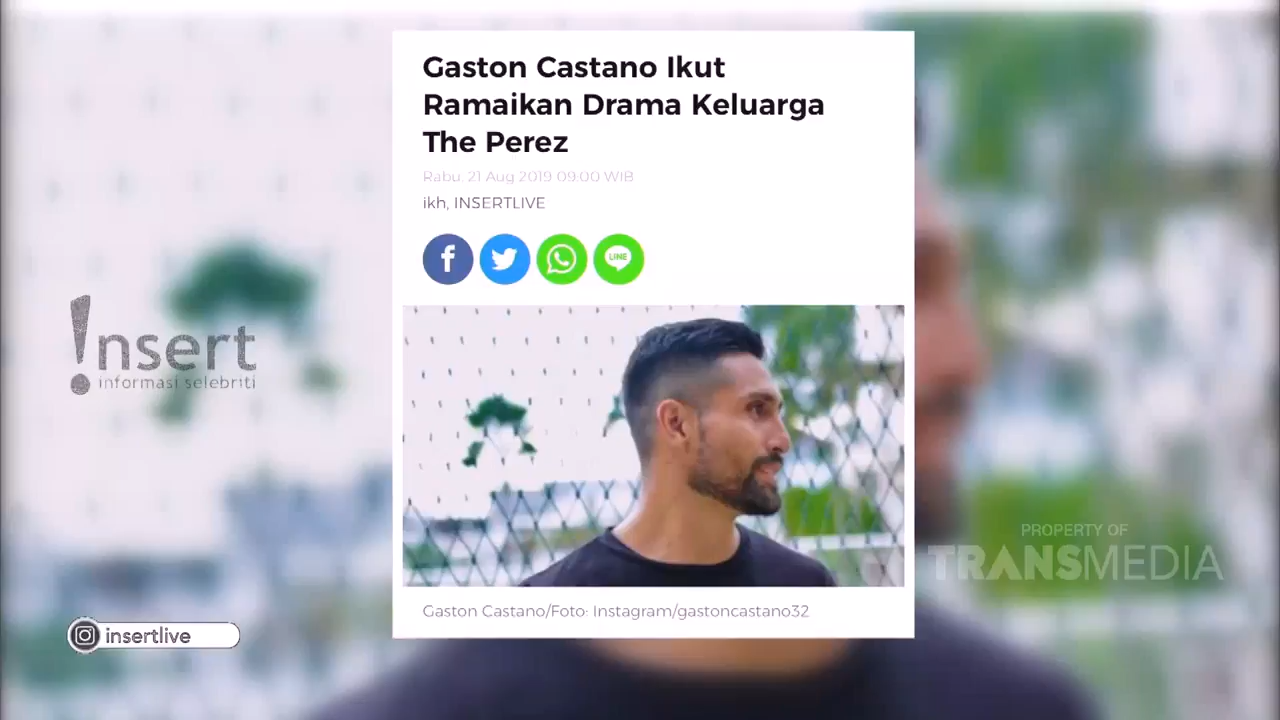 Gaston Castano Ikut
Ramaikan Drama Keluarga
The Perez
Rabu, 21 Aug 2019 09:00 WIB
ikh, INSERTLIVE
f
LINE
!nsert
informasi selebriti
PROPERTY OF
TRANSMEDIA
Gaston Castano/Foto: Instagram/gastoncastano32
insertlive